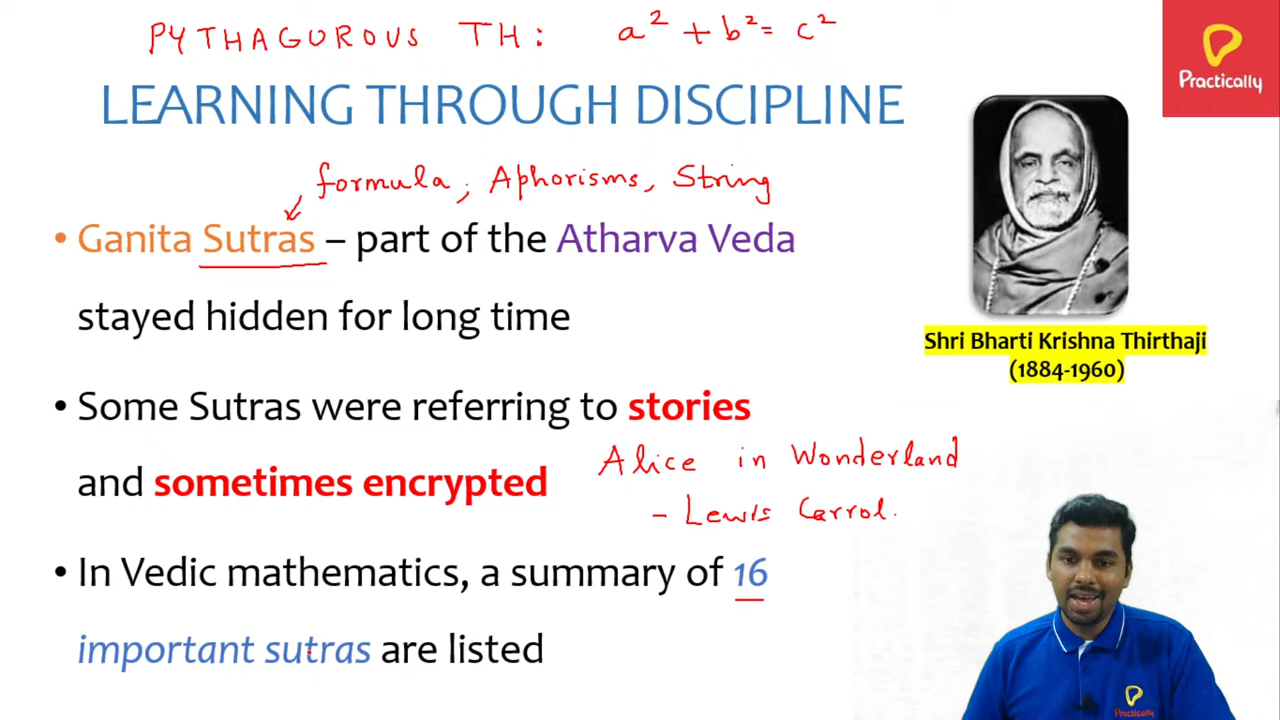 PYTHAGOROUS TH: a² + b² = c²
Practically
LEARNING THROUGH DISCIPLINE
formula, Aphorisms, String
• Ganita Sutras – part of the Atharva Veda
stayed hidden for long time
Shri Bharti Krishna Thirthaji
(1884-1960)
• Some Sutras were referring to stories
and sometimes encrypted
Alice in Wonderland
- Lewis Carrol.
• In Vedic mathematics, a summary of 16
important sutras are listed
Practically